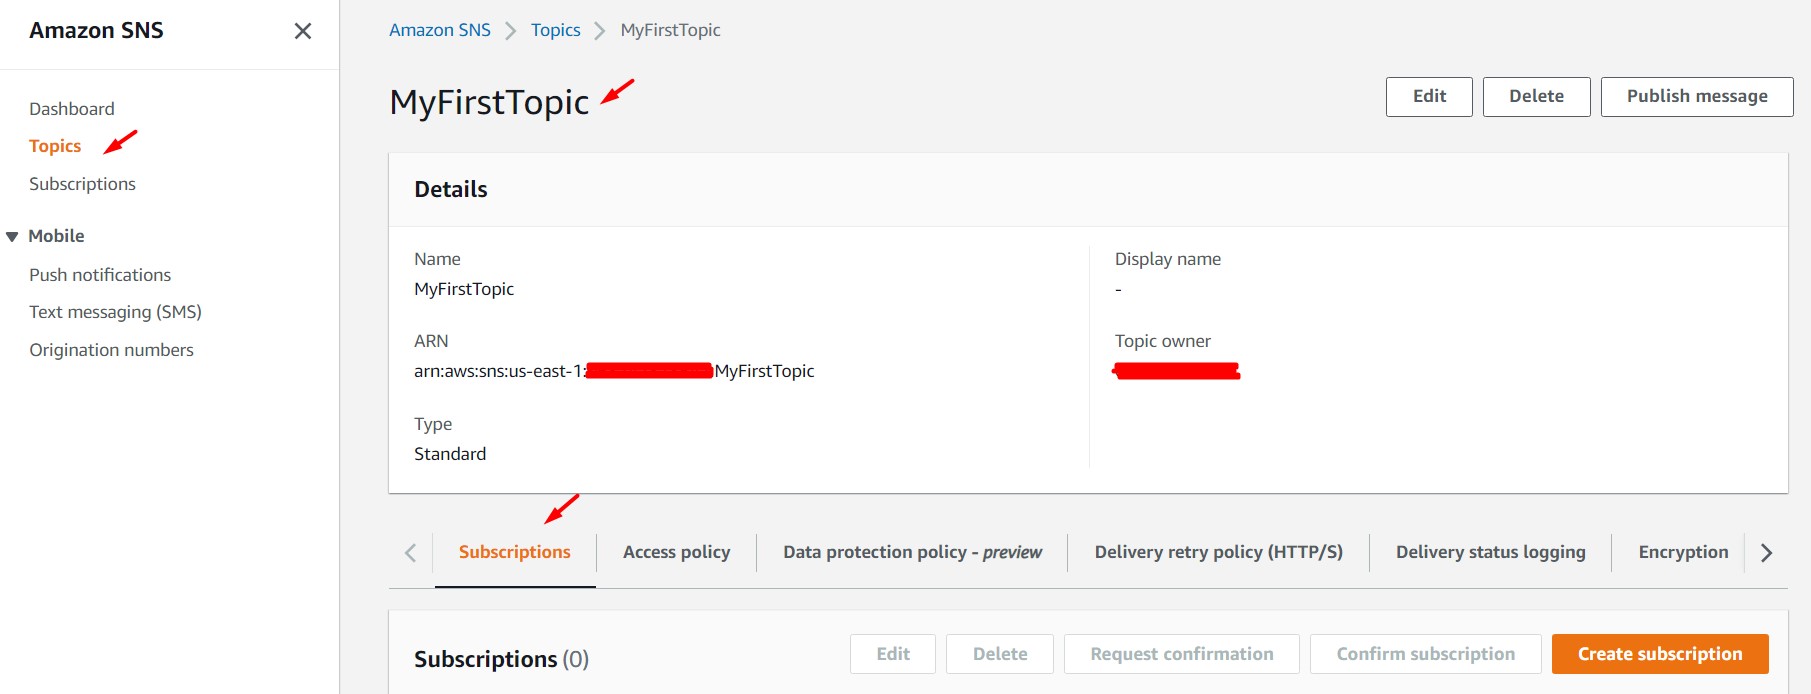 Amazon SNS
Dashboard
Topics
Subscriptions
Mobile
Push notifications
Text messaging (SMS)
Origination numbers
Amazon SNS > Topics > MyFirstTopic
MyFirstTopic
Edit Delete Publish message
Details
Name
MyFirstTopic
ARN
arn:aws:sns:us-east-1:MyFirstTopic
Type
Standard
Display name
-
Topic owner
Subscriptions Access policy Data protection policy - preview Delivery retry policy (HTTP/S) Delivery status logging Encryption
Subscriptions (0)
Edit Delete Request confirmation Confirm subscription Create subscription